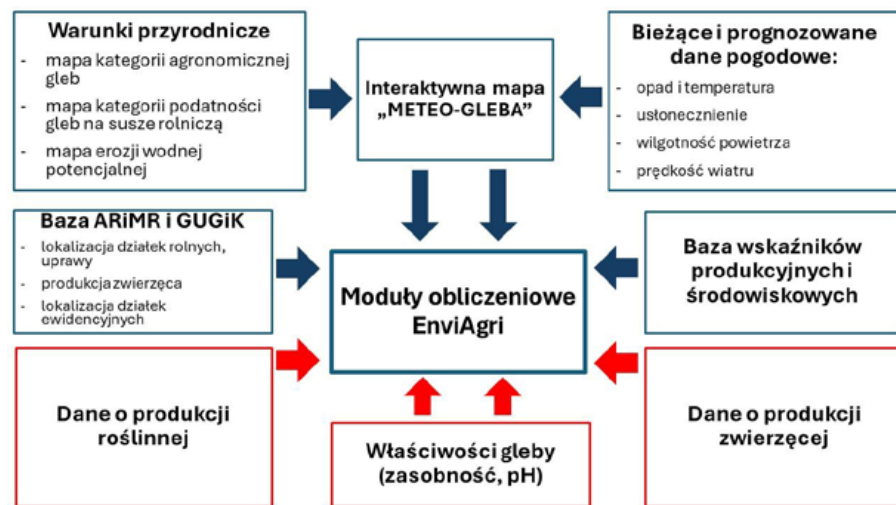 Warunki przyrodnicze
- mapa kategorii agronomicznej
gleb
- mapa kategorii podatności
gleb na susze rolniczą
- mapa erozji wodnej
potencjalnej
Interaktywna mapa
„METEO-GLEBA”
Bieżące i prognozowane
dane pogodowe:
- opad i temperatura
- usłonecznienie
- wilgotność powietrza
- prędkość wiatru
Baza ARiMR i GUGiK
- lokalizacja działek rolnych,
uprawy
- produkcja zwierzęca
- lokalizacja działek
ewidencyjnych
Moduły obliczeniowe
EnviAgri
Baza wskaźników
produkcyjnych i
środowiskowych
Dane o produkcji
roślinnej
Właściwości gleby
(zasobność, pH)
Dane o produkcji
zwierzęcej